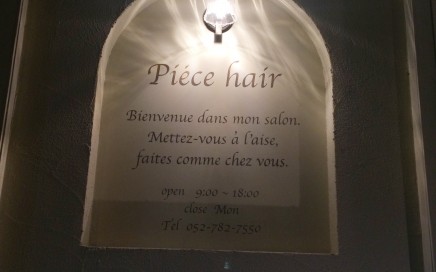 Piéce hair
Bienvenue dans mon salon.
Mettez-vous à l'aise,
faites comme chez vous.
open 9:00 ~ 18:00
close Mon
Tel 052-782-7550